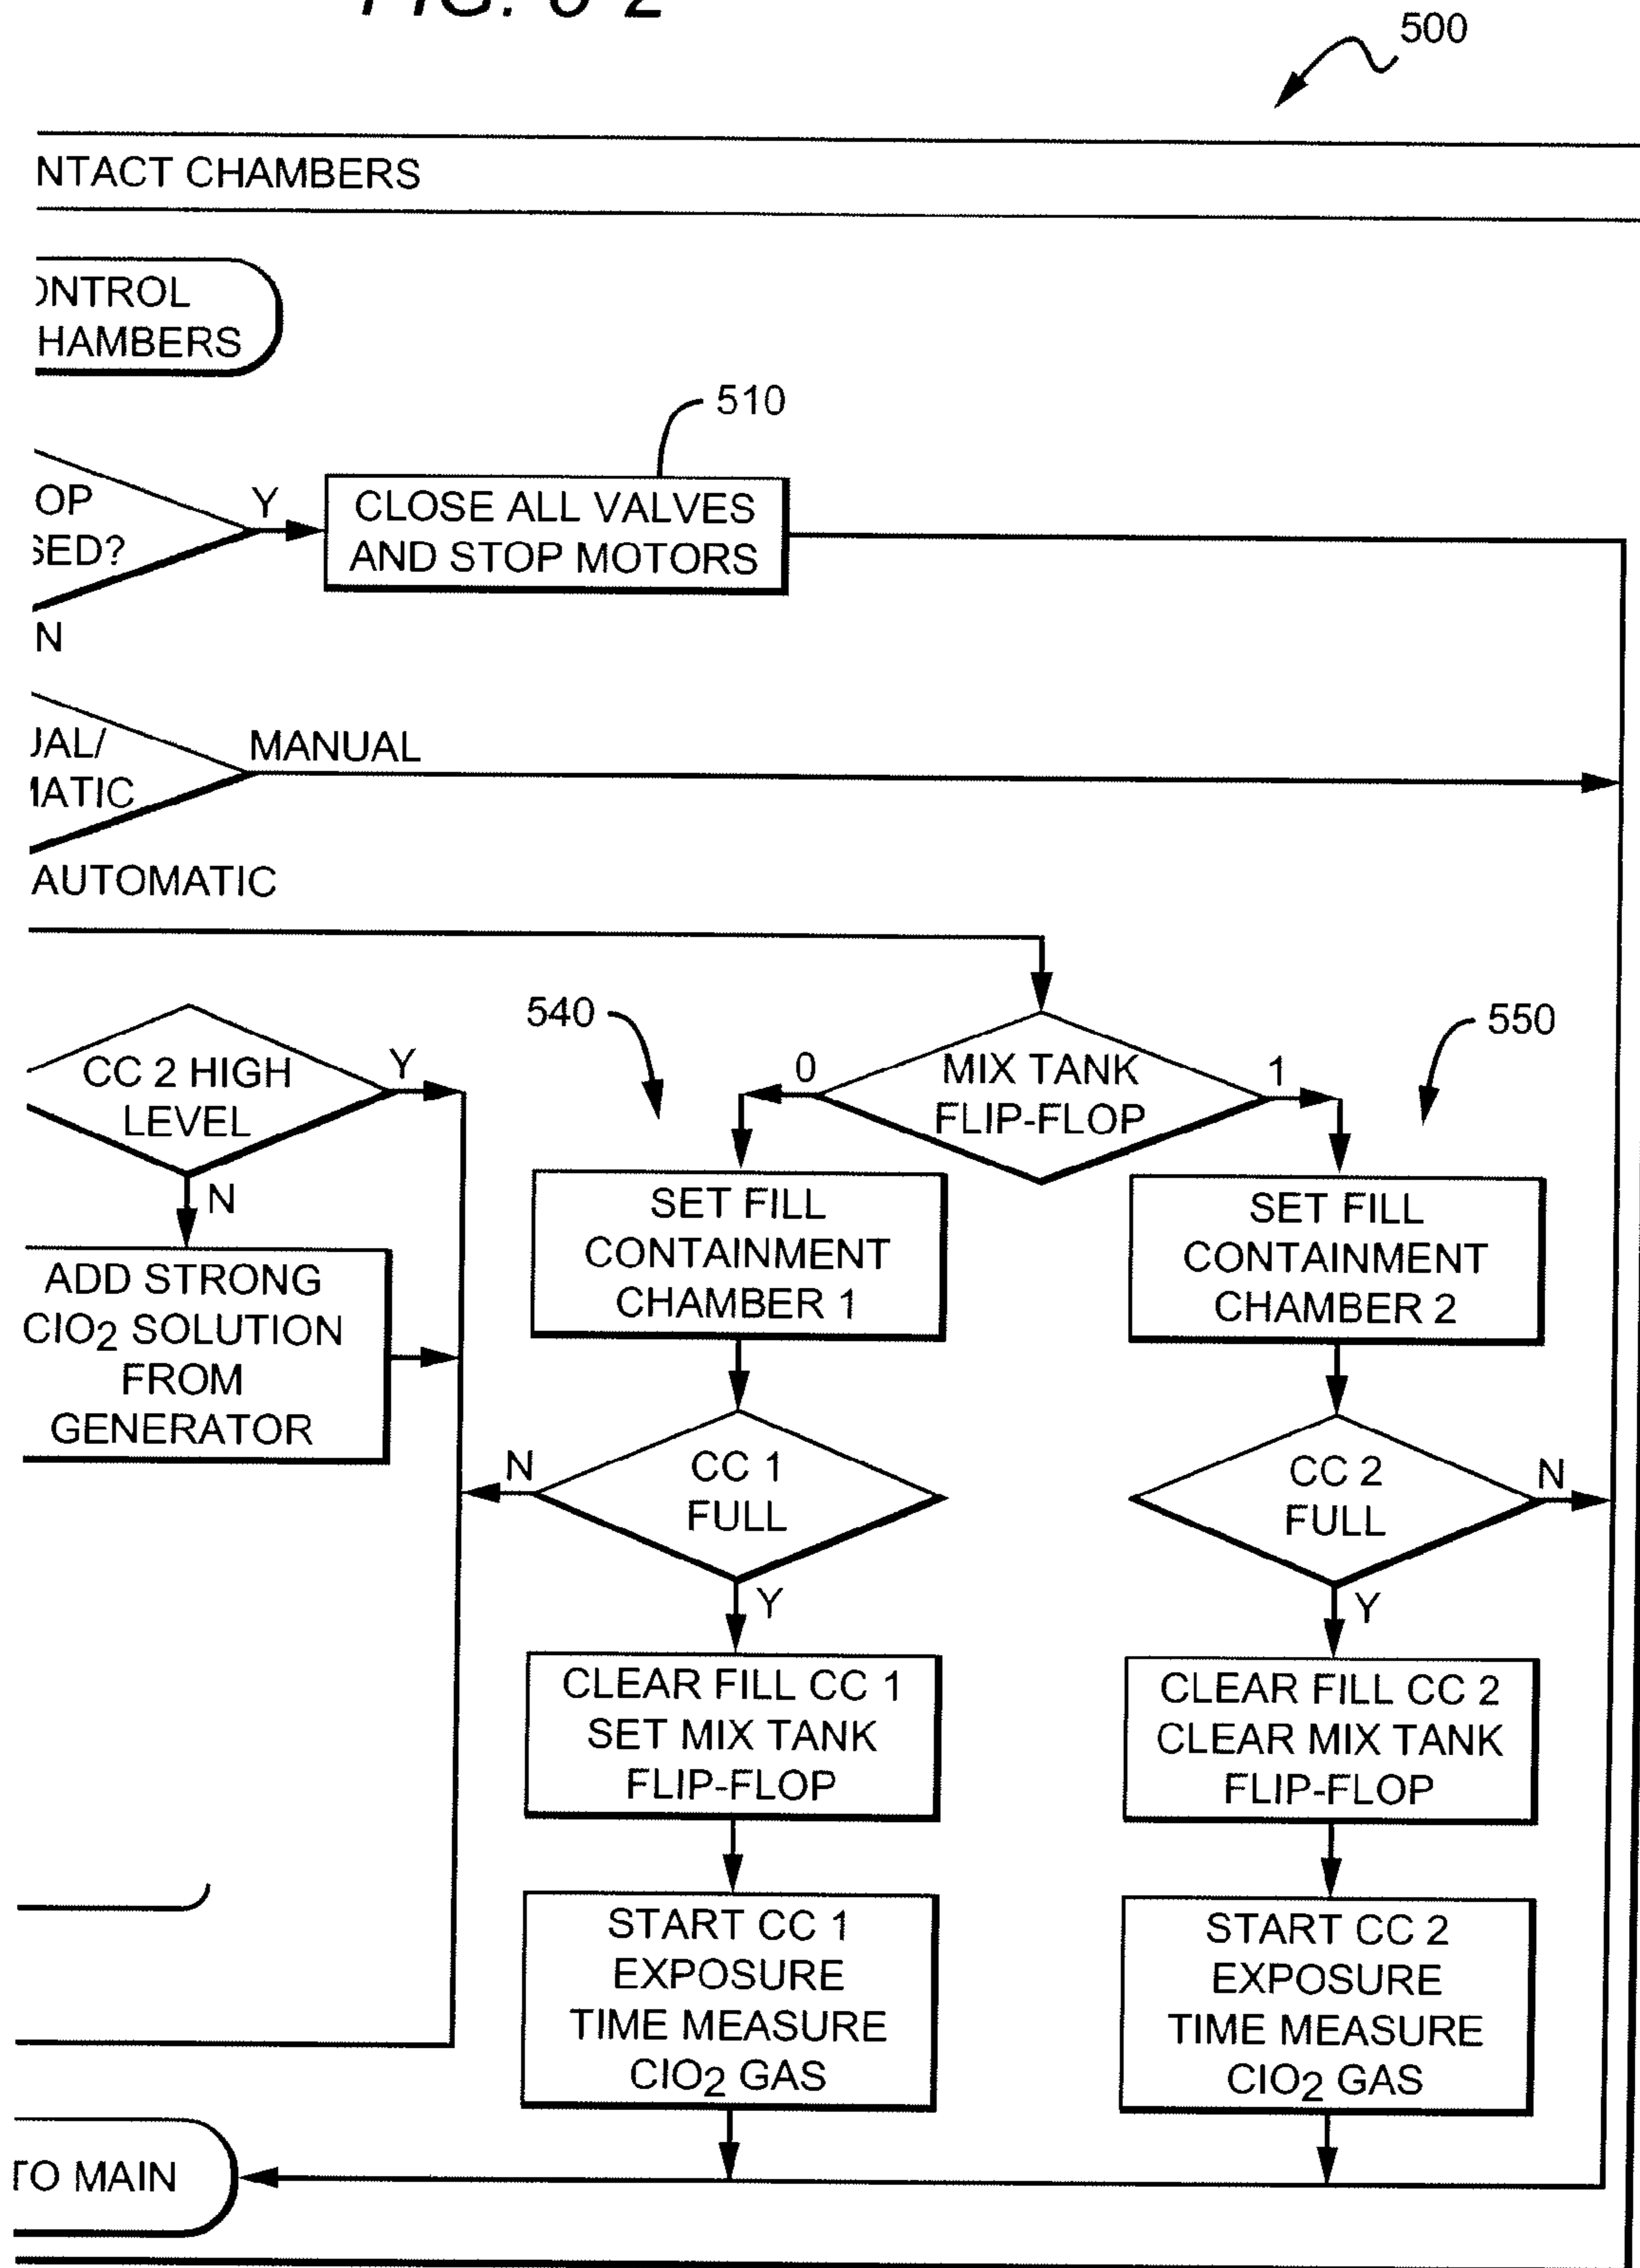 500
NTACT CHAMBERS
ONTROL
HAMBERS
510
OP
SED?
Y
CLOSE ALL VALVES
AND STOP MOTORS
N
UAL/
MATIC
MANUAL
AUTOMATIC
540
550
CC 2 HIGH
LEVEL
Y
N
0
MIX TANK
FLIP-FLOP
1
ADD STRONG
ClO2 SOLUTION
FROM
GENERATOR
SET FILL
CONTAINMENT
CHAMBER 1
SET FILL
CONTAINMENT
CHAMBER 2
N
CC 1
FULL
Y
CC 2
FULL
N
Y
CLEAR FILL CC 1
SET MIX TANK
FLIP-FLOP
CLEAR FILL CC 2
CLEAR MIX TANK
FLIP-FLOP
START CC 1
EXPOSURE
TIME MEASURE
ClO2 GAS
START CC 2
EXPOSURE
TIME MEASURE
ClO2 GAS
TO MAIN